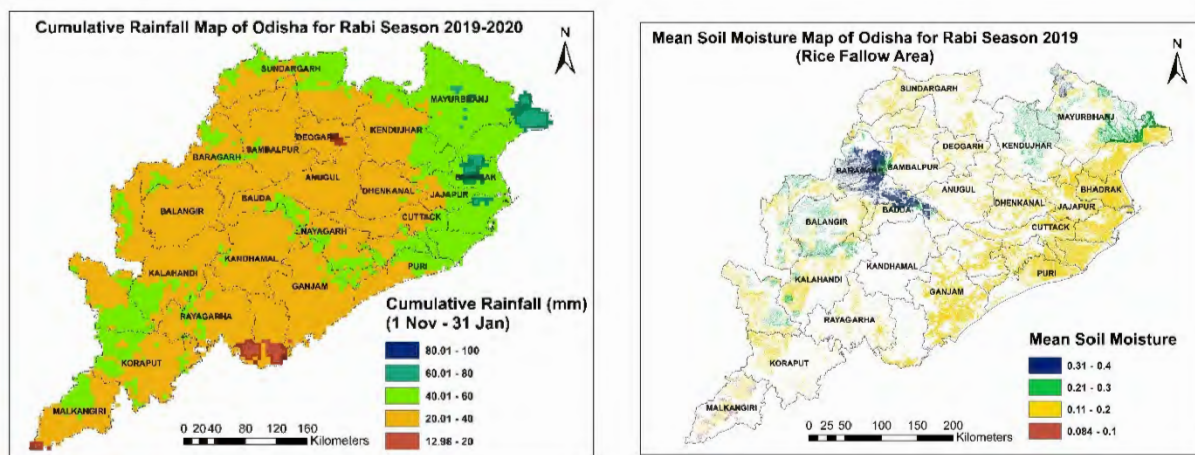 Cumulative Rainfall Map of Odisha for Rabi Season 2019-2020
N
SUNDARGARH
MAYURBHANJ
KENDUJHAR
DEOGARH
SAMBALPUR
BARAGARH
ANUGUL
DHENKANAL
JAJAPUR
BALANGIR
BAUDA
CUTTACK
NAYAGARH
PURI
KANDHAMAL
KALAHANDI
GANJAM
RAYAGARHA
KORAPUT
MALKANGIRI
Cumulative Rainfall (mm)
(1 Nov - 31 Jan)
80.01 - 100
60.01 - 80
40.01 - 60
20.01 - 40
12.98 - 20
0 2040 80 120 160
Kilometers
Mean Soil Moisture Map of Odisha for Rabi Season 2019
(Rice Fallow Area)
N
SUNDARGARH
MAYURBHANJ
KENDUJHAR
DEOGARH
SAMBALPUR
BHADRAK
ANUGUL
DHENKANAL
JAJAPUR
BAUDA
BALANGIR
CUTTACK
KANDHAMAL
PURI
KALAHANDI
GANJAM
RAYAGARHA
KORAPUT
MALKANGIRI
Mean Soil Moisture
0.31 - 0.4
0.21 - 0.3
0.11 - 0.2
0.084 - 0.1
0 25 50 100 150 200
Kilometers